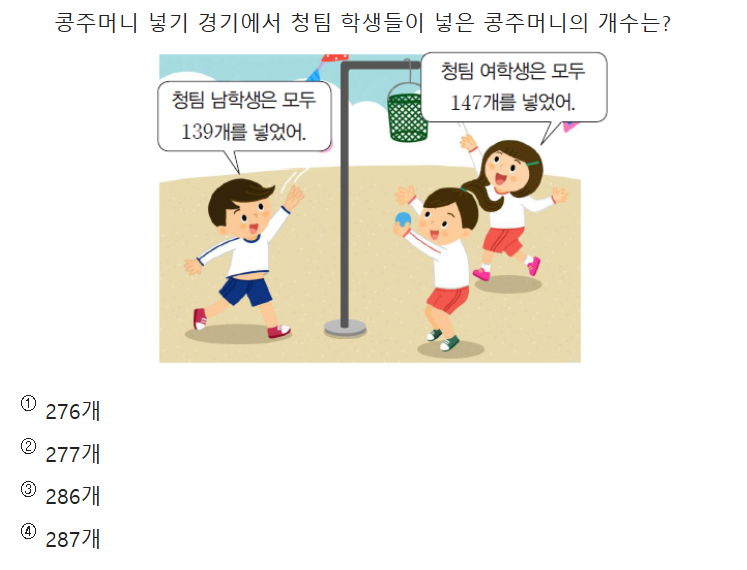 콩주머니 넣기 경기에서 청팀 학생들이 넣은 콩주머니의 개수는?
청팀 여학생은 모두
147개를 넣었어.
청팀 남학생은 모두
139개를 넣었어.
① 276개
② 277개
③ 286개
④ 287개